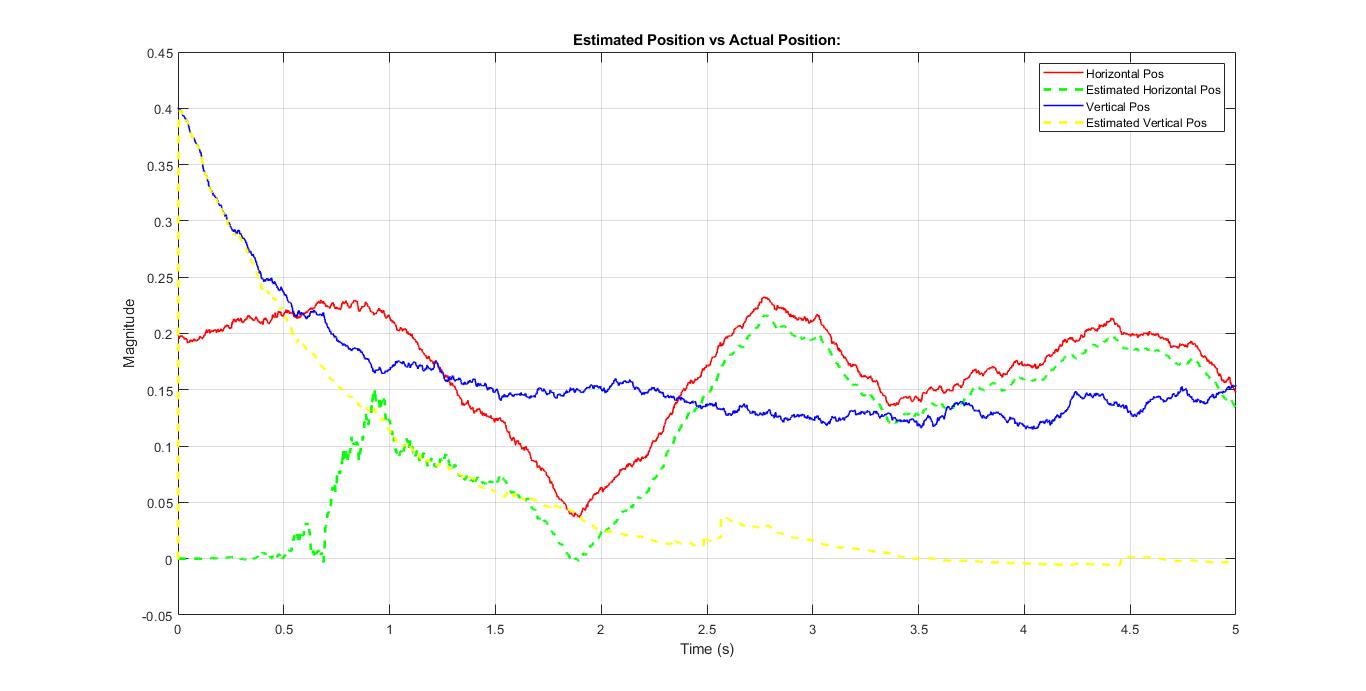 Estimated Position vs Actual Position:
Horizontal Pos
Estimated Horizontal Pos
Vertical Pos
Estimated Vertical Pos
0.45
0.4
0.35
0.3
0.25
0.2
0.15
0.1
0.05
0
-0.05
Magnitude
0 0.5 1 1.5 2 2.5 3 3.5 4 4.5 5
Time (s)